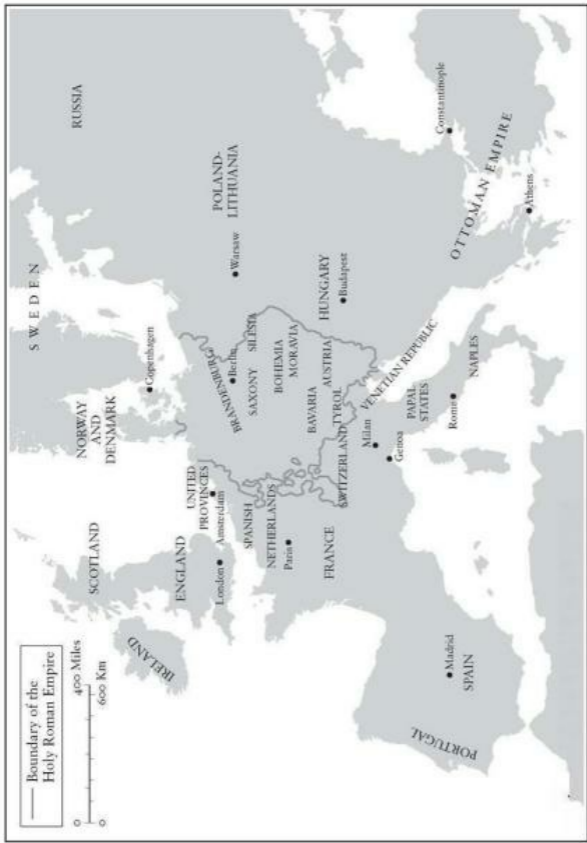 Boundary of the
Holy Roman Empire
0
400 Miles
0
600 Km
SWEDEN
RUSSIA
NORWAY
AND
DENMARK
Copenhagen
SCOTLAND
IRELAND
ENGLAND
London
UNITED
PROVINCES
Amsterdam
SPANISH
NETHERLANDS
BRANDENBURG
Berlin
SAXONY
SILESIA
POLAND-
LITHUANIA
Warsaw
BOHEMIA
MORAVIA
Paris
FRANCE
BAVARIA
AUSTRIA
TYROL
SWITZERLAND
HUNGARY
Budapest
Milan
Genoa
VENETIAN REPUBLIC
PAPAL
STATES
Rome
NAPLES
Constantinople
OTTOMAN EMPIRE
Athens
PORTUGAL
Madrid
SPAIN